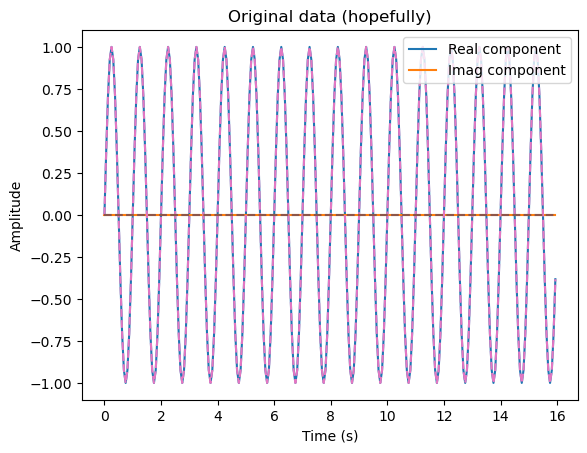 Original data (hopefully)
Real component
Imag component
1.00
0.75
0.50
0.25
0.00
−0.25
−0.50
−0.75
−1.00
Amplitude
0 2 4 6 8 10 12 14 16
Time (s)